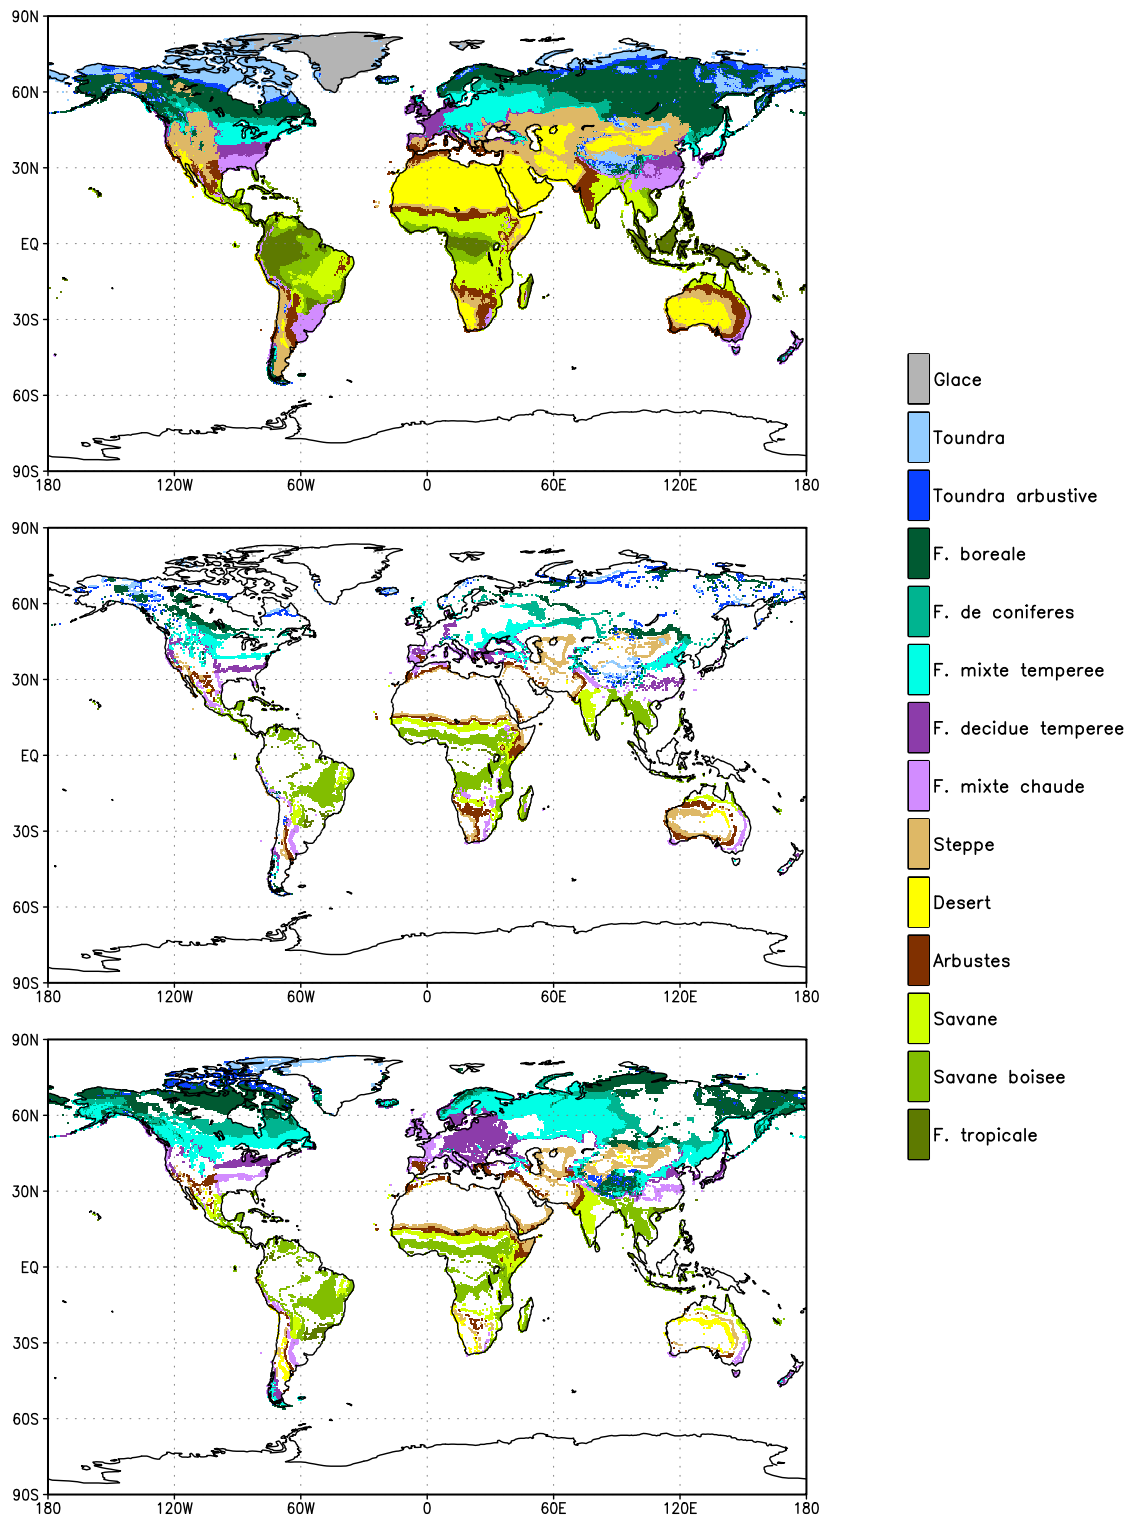 90N
60N
30N
EQ
30S
60S
90S
180 120W 60W 0 60E 120E 180
90N
60N
30N
EQ
30S
60S
90S
180 120W 60W 0 60E 120E 180
90N
60N
30N
EQ
30S
60S
90S
180 120W 60W 0 60E 120E 180
Glace
Toundra
Toundra arbustive
F. boreale
F. de coniferes
F. mixte temperee
F. decidue temperee
F. mixte chaude
Steppe
Desert
Arbustes
Savane
Savane boisee
F. tropicale